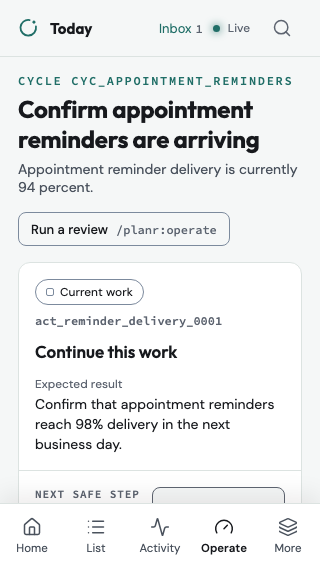 Today
Inbox 1
Live
CYCLE CYC_APPOINTMENT_REMINDERS
Confirm appointment
reminders are arriving
Appointment reminder delivery is currently
94 percent.
Run a review /planr:operate
Current work
act_reminder_delivery_0001
Continue this work
Expected result
Confirm that appointment reminders
reach 98% delivery in the next
business day.
NEXT SAFE STEP
Home
List
Activity
Operate
More